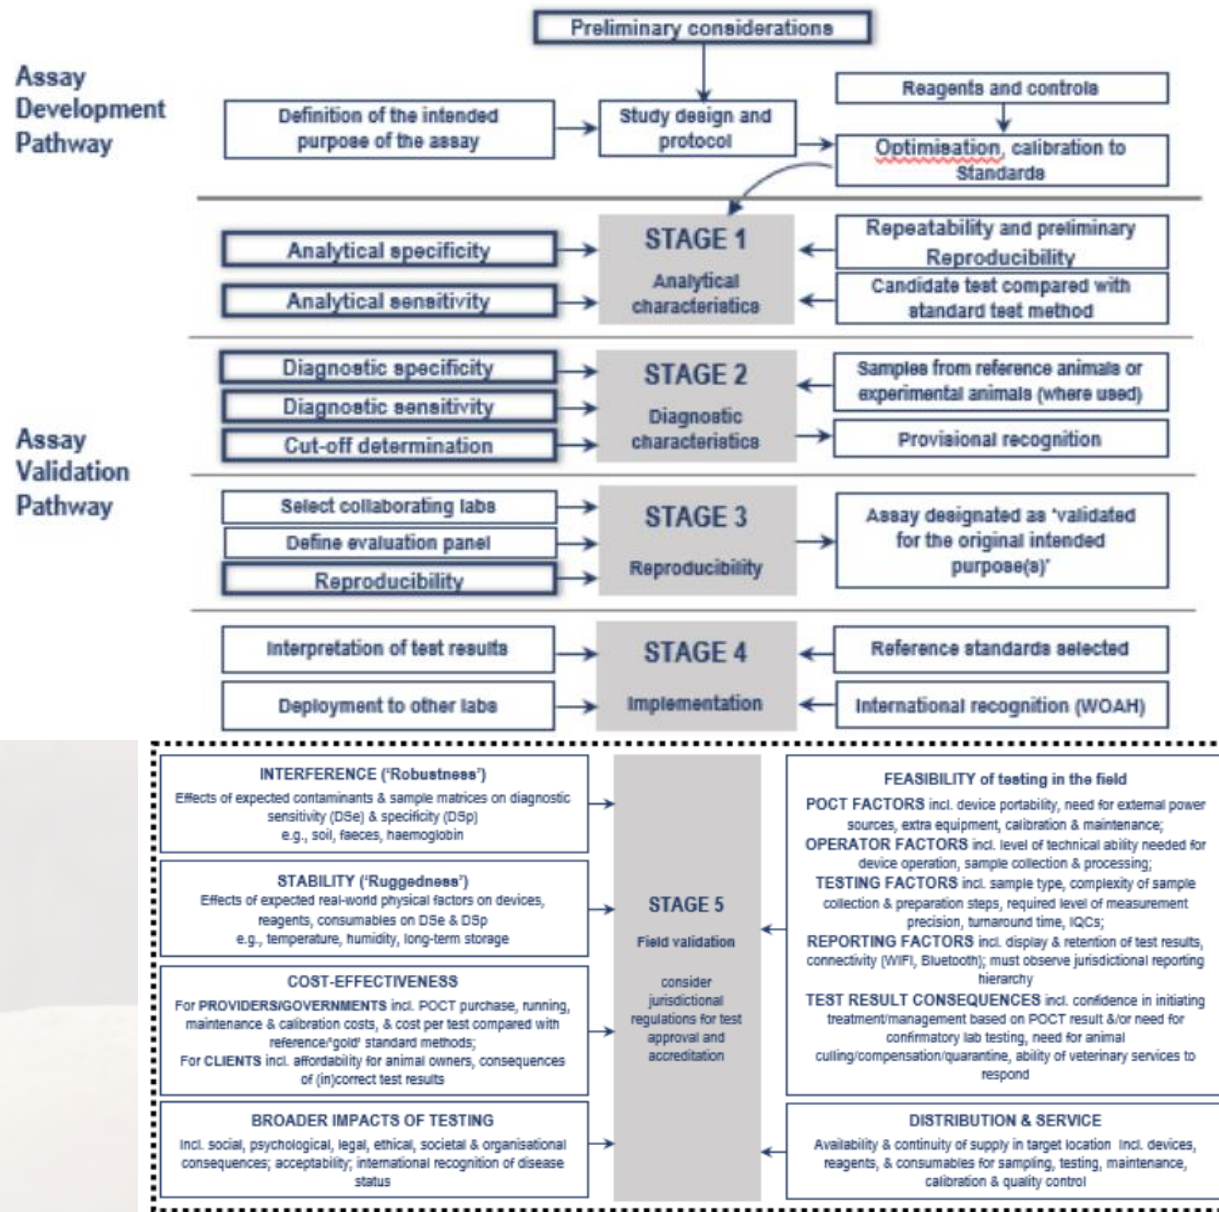 Preliminary considerations
Assay
Development
Pathway
Definition of the intended
purpose of the assay
Study design and
protocol
Reagents and controls
Optimisation, calibration to
Standards
Analytical specificity
Analytical sensitivity
STAGE 1
Analytical
characteristics
Repeatability and preliminary
Reproducibility
Candidate test compared with
standard test method
Assay
Validation
Pathway
Diagnostic specificity
Diagnostic sensitivity
Cut-off determination
STAGE 2
Diagnostic
characteristics
Samples from reference animals or
experimental animals (where used)
Provisional recognition
Select collaborating labs
Define evaluation panel
Reproducibility
STAGE 3
Reproducibility
Assay designated as 'validated
for the original intended
purpose(s)'
Interpretation of test results
Deployment to other labs
STAGE 4
Implementation
Reference standards selected
International recognition (WOAH)
INTERFERENCE ('Robustness')
Effects of expected contaminants & sample matrices on diagnostic
sensitivity (DSe) & specificity (DSp)
e.g., soil, faeces, haemoglobin
STABILITY ('Ruggedness')
Effects of expected real-world physical factors on devices,
reagents, consumables on DSe & DSp
e.g., temperature, humidity, long-term storage
COST-EFFECTIVENESS
For PROVIDERS/GOVERNMENTS incl. POCT purchase, running,
maintenance & calibration costs, & cost per test compared with
reference/'gold' standard methods;
For CLIENTS incl. affordability for animal owners, consequences
of (in)correct test results
BROADER IMPACTS OF TESTING
Incl. social, psychological, legal, ethical, societal & organisational
consequences; acceptability; international recognition of disease
status
STAGE 5
Field validation
consider
jurisdictional
regulations for test
approval and
accreditation
FEASIBILITY of testing in the field
POCT FACTORS incl. device portability, need for external power
sources, extra equipment, calibration & maintenance;
OPERATOR FACTORS incl. level of technical ability needed for
device operation, sample collection & processing;
TESTING FACTORS incl. sample type, complexity of sample
collection & preparation steps, required level of measurement
precision, turnaround time, IQCs;
REPORTING FACTORS incl. display & retention of test results,
connectivity (WIFI, Bluetooth); must observe jurisdictional reporting
hierarchy
TEST RESULT CONSEQUENCES incl. confidence in initiating
treatment/management based on POCT result &/or need for
confirmatory lab testing, need for animal
culling/compensation/quarantine, ability of veterinary services to
respond
DISTRIBUTION & SERVICE
Availability & continuity of supply in target location Incl. devices,
reagents, & consumables for sampling, testing, maintenance,
calibration & quality control